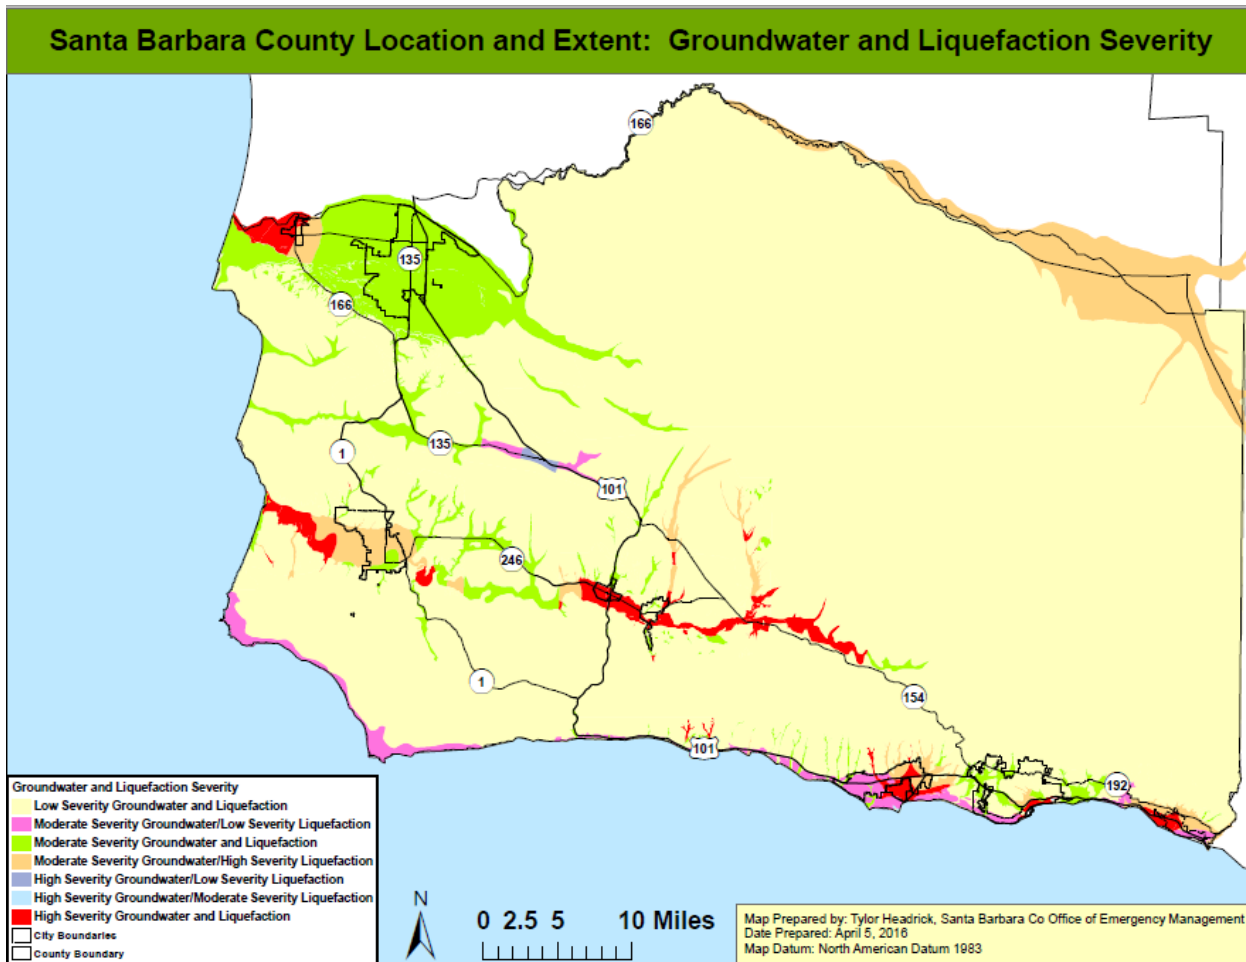 Santa Barbara County Location and Extent: Groundwater and Liquefaction Severity
166
135
166
135
1
101
246
1
154
101
192
Groundwater and Liquefaction Severity
Low Severity Groundwater and Liquefaction
Moderate Severity Groundwater/Low Severity Liquefaction
Moderate Severity Groundwater and Liquefaction
Moderate Severity Groundwater/High Severity Liquefaction
High Severity Groundwater/Low Severity Liquefaction
High Severity Groundwater/Moderate Severity Liquefaction
High Severity Groundwater and Liquefaction
City Boundaries
County Boundary
N
0 2.5 5 10 Miles
Map Prepared by: Tylor Headrick, Santa Barbara Co Office of Emergency Management
Date Prepared: April 5, 2016
Map Datum: North American Datum 1983